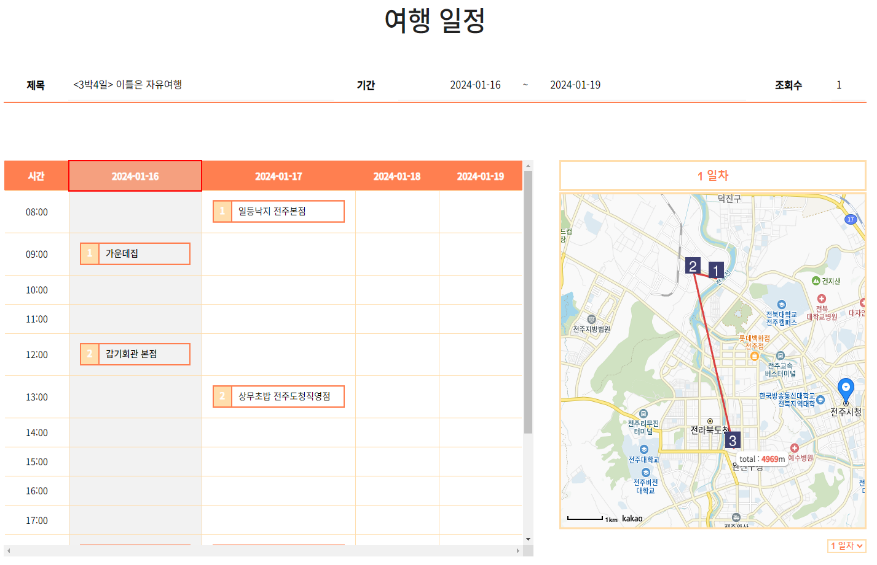 여행 일정
제목 <3박4일> 이틀은 자유여행 기간 2024-01-16 ~ 2024-01-19 조회수 1
시간 2024-01-16 2024-01-17 2024-01-18 2024-01-19
08:00 1 일등낙지 전주본점
09:00 1 가운데집
10:00
11:00
12:00 2 갑기회관 본점
13:00 2 상무초밥 전주도청직영점
14:00
15:00
16:00
17:00
1 일차
덕진구
17
2
1
건지산
전북
대학교병원
전북대학교
전주캠퍼스
전주지방법원
롯데백화점
전주점
전주고속
버스터미널
한국방송통신대학교
전북지역대학
전주시청
전주터무진
터미널
전라북도청
3
total : 4969m
예수병원
전주대학교
전주비전
대학교
1km kakao
1 일차